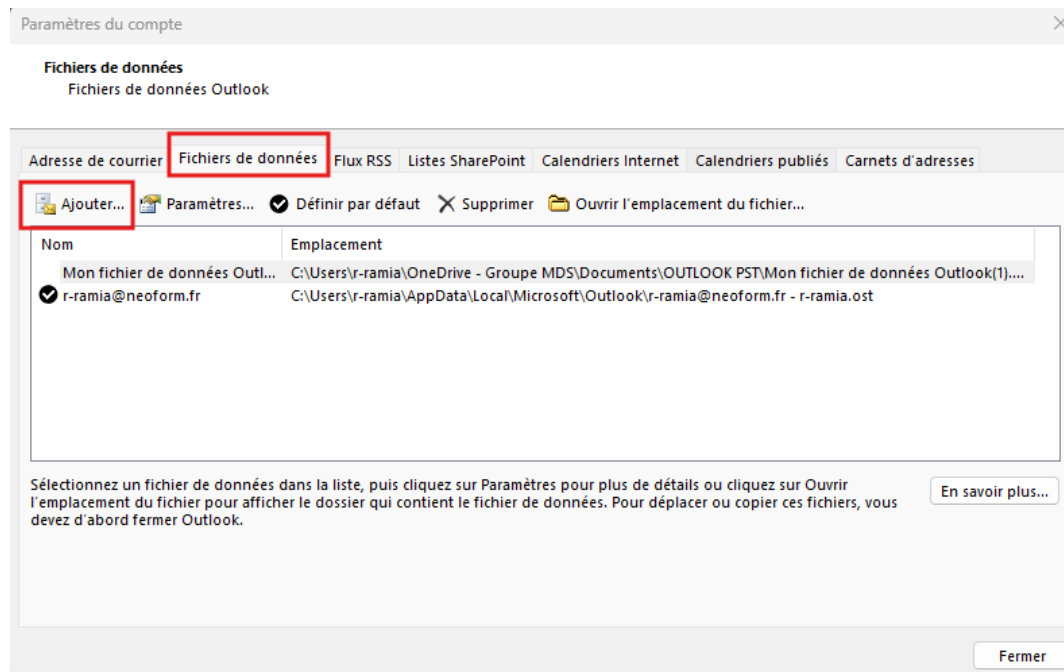 Paramètres du compte
Fichiers de données
Fichiers de données Outlook
Adresse de courrier Fichiers de données Flux RSS Listes SharePoint Calendriers Internet Calendriers publiés Carnets d'adresses
Ajouter... Paramètres... Définir par défaut Supprimer Ouvrir l'emplacement du fichier...
Nom Emplacement
Mon fichier de données Outl... C:\Users\r-ramia\OneDrive - Groupe MDS\Documents\OUTLOOK PST\Mon fichier de données Outlook(1)....
r-ramia@neoform.fr C:\Users\r-ramia\AppData\Local\Microsoft\Outlook\r-ramia@neoform.fr - r-ramia.ost
Sélectionnez un fichier de données dans la liste, puis cliquez sur Paramètres pour plus de détails ou cliquez sur Ouvrir
l'emplacement du fichier pour afficher le dossier qui contient le fichier de données. Pour déplacer ou copier ces fichiers, vous
devez d'abord fermer Outlook.
En savoir plus...
Fermer